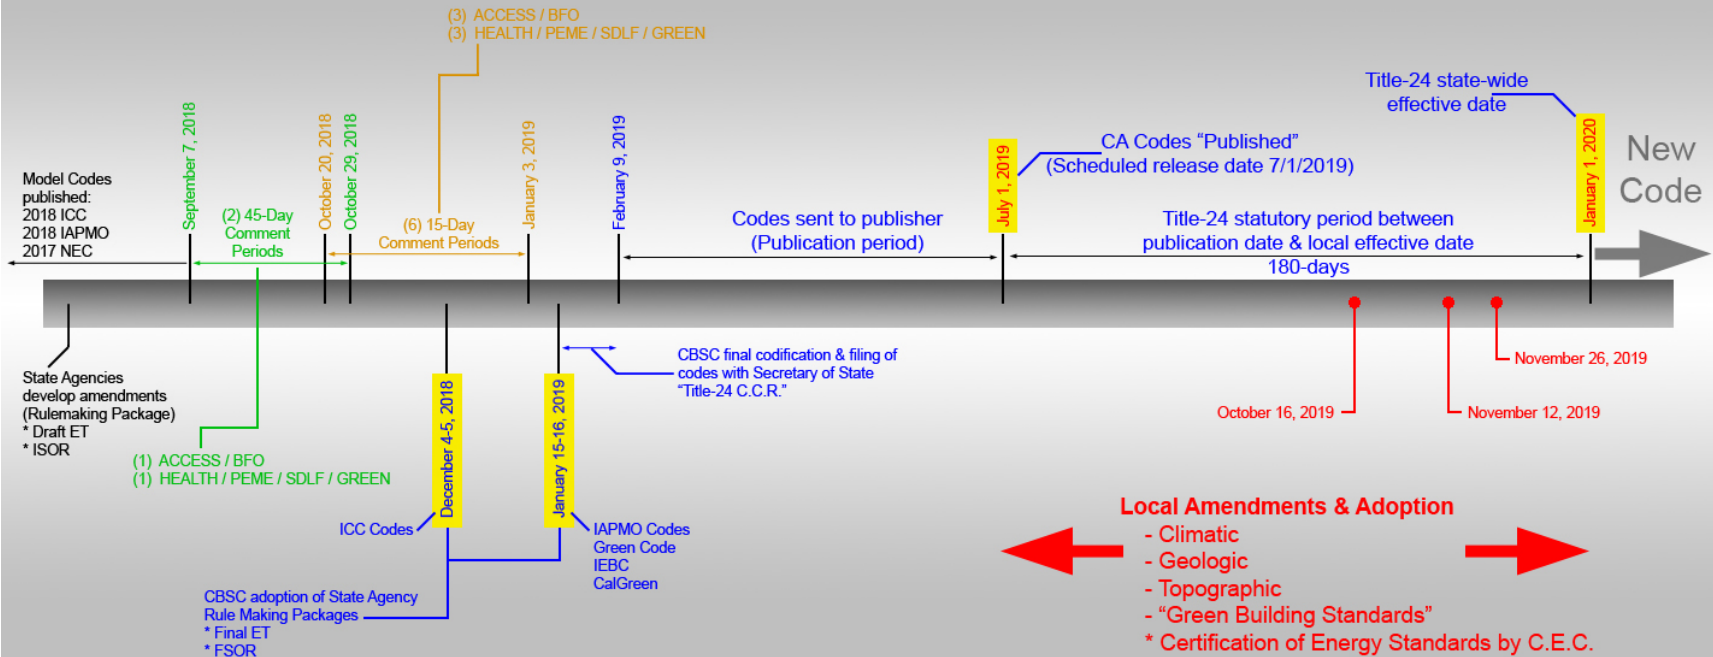 (3) ACCESS / BFO
(3) HEALTH / PEME / SDLF / GREEN
Title-24 state-wide
effective date
September 7, 2018
October 20, 2018
October 29, 2018
January 3, 2019
February 9, 2019
July 1, 2019
January 1, 2020
CA Codes “Published”
(Scheduled release date 7/1/2019)
New
Code
Model Codes
published:
2018 ICC
2018 IAPMO
2017 NEC
(2) 45-Day
Comment
Periods
(6) 15-Day
Comment Periods
Codes sent to publisher
(Publication period)
Title-24 statutory period between
publication date & local effective date
180-days
State Agencies
develop amendments
(Rulemaking Package)
* Draft ET
* ISOR
(1) ACCESS / BFO
(1) HEALTH / PEME / SDLF / GREEN
December 4-5, 2018
January 15-16, 2019
CBSC final codification & filing of
codes with Secretary of State
“Title-24 C.C.R.”
October 16, 2019
November 12, 2019
November 26, 2019
ICC Codes
IAPMO Codes
Green Code
IEBC
CalGreen
CBSC adoption of State Agency
Rule Making Packages
* Final ET
* FSOR
Local Amendments & Adoption
- Climatic
- Geologic
- Topographic
- “Green Building Standards”
* Certification of Energy Standards by C.E.C.